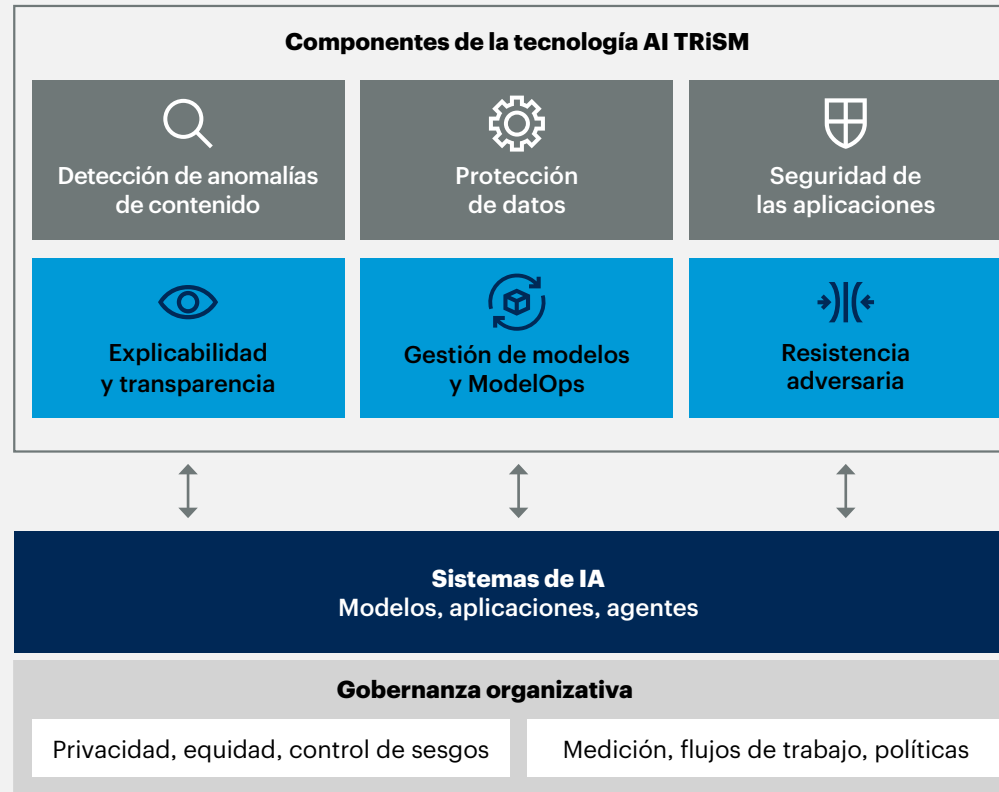 Componentes de la tecnología AI TRiSM
Detección de anomalías
de contenido
Protección
de datos
Seguridad de
las aplicaciones
Explicabilidad
y transparencia
Gestión de modelos
y ModelOps
Resistencia
adversaria
Sistemas de IA
Modelos, aplicaciones, agentes
Gobernanza organizativa
Privacidad, equidad, control de sesgos
Medición, flujos de trabajo, políticas